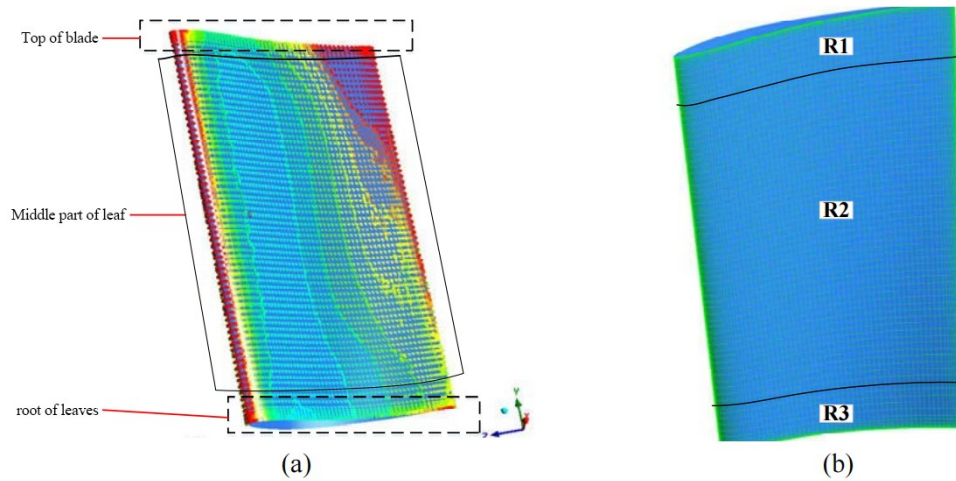 Top of blade
Middle part of leaf
root of leaves
Y
X
Z
(a)
R1
R2
R3
(b)